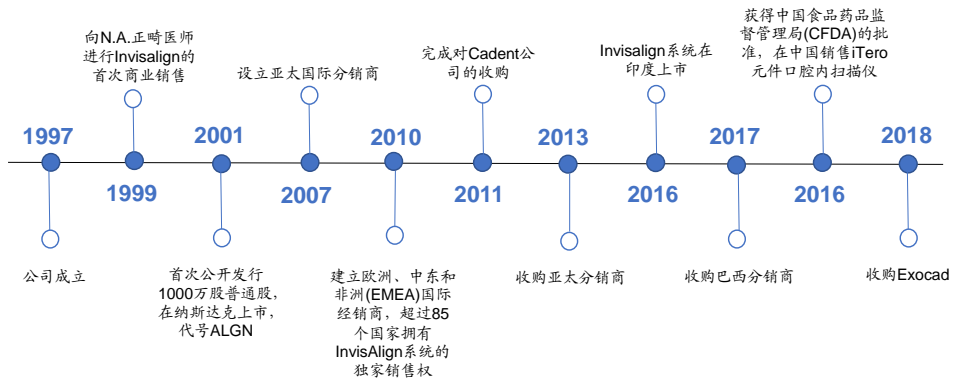 向N.A.正畸医师
进行Invisalign的
首次商业销售
设立亚太国际分销商
完成对Cadent公
司的收购
Invisalign系统在
印度上市
获得中国食品药品监
督管理局(CFDA)的批
准，在中国销售iTero
元件口腔内扫描仪
1997
2001
2010
2013
2017
2018
1999
2007
2011
2016
2016
公司成立
首次公开发行
1000万股普通股，
在纳斯达克上市，
代号ALGN
建立欧洲、中东和
非洲(EMEA)国际
经销商，超过85
个国家拥有
InvisAlign系统的
独家销售权
收购亚太分销商
收购巴西分销商
收购Exocad